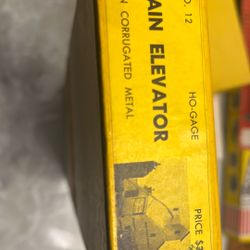 O. 12
HO-GAGE
PRICE $
AIN ELEVATOR
N CORRUGATED METAL